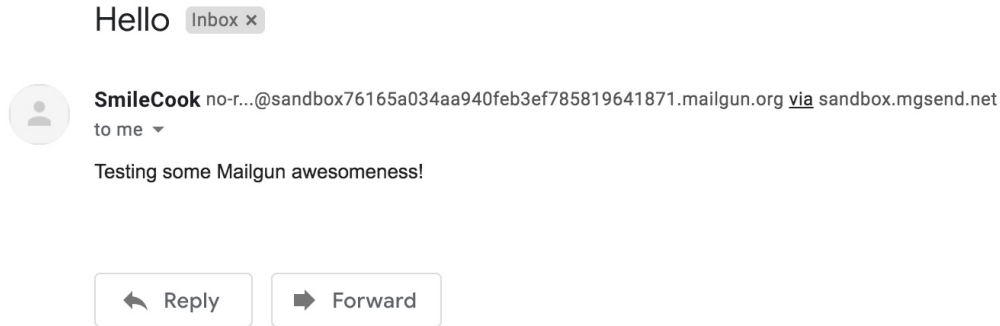 Hello Inbox ×
SmileCook no-r...@sandbox76165a034aa940feb3ef785819641871.mailgun.org via sandbox.mgsend.net
to me
Testing some Mailgun awesomeness!
Reply Forward